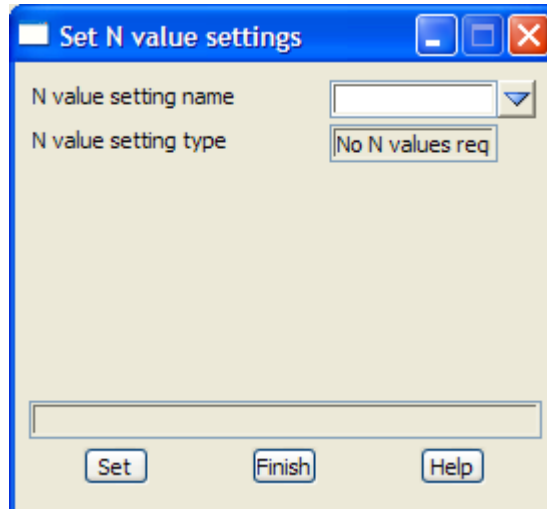 Set N value settings
N value setting name
N value setting type
No N values req
Set
Finish
Help